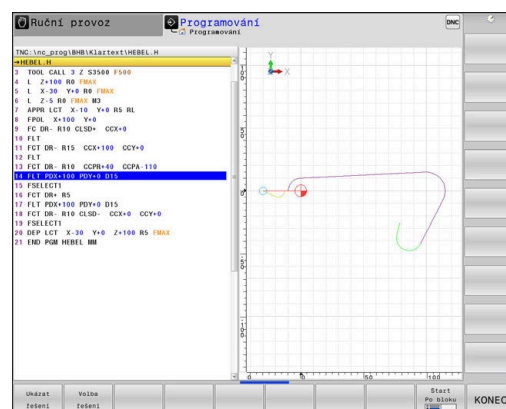 Ruční provoz
Programování
Programování
DNC
TNC:\nc_prog\BHB\Klartext\HEBEL.H
→HEBEL.H
3 TOOL CALL 3 Z S3500 F500
4 L Z+100 R0 FMAX
5 L X-30 Y+0 R0 FMAX
6 L Z-5 R0 FMAX M3
7 APPR LCT X-10 Y+0 R5 RL
8 FPOL X+100 Y+0
9 FC DR- R10 CLSD+ CCX+0
10 FLT
11 FCT DR- R15 CCX+100 CCY+0
12 FLT
13 FCT DR- R10 CCPR+40 CCPA-110
14 FLT PDX+100 PDY+0 D15
15 FSELECT1
16 FCT DR+ R5
17 FLT PDX+100 PDY+0 D15
18 FCT DR- R10 CLSD- CCX+0 CCY+0
19 FSELECT1
20 DEP LCT X-30 Y+0 Z+100 R5 FMAX
21 END PGM HEBEL MM
Y
X
100
50
0
-50
-100
0
50
100
Ukázat řešení
Volba řešení
Start Po bloku
KONEC